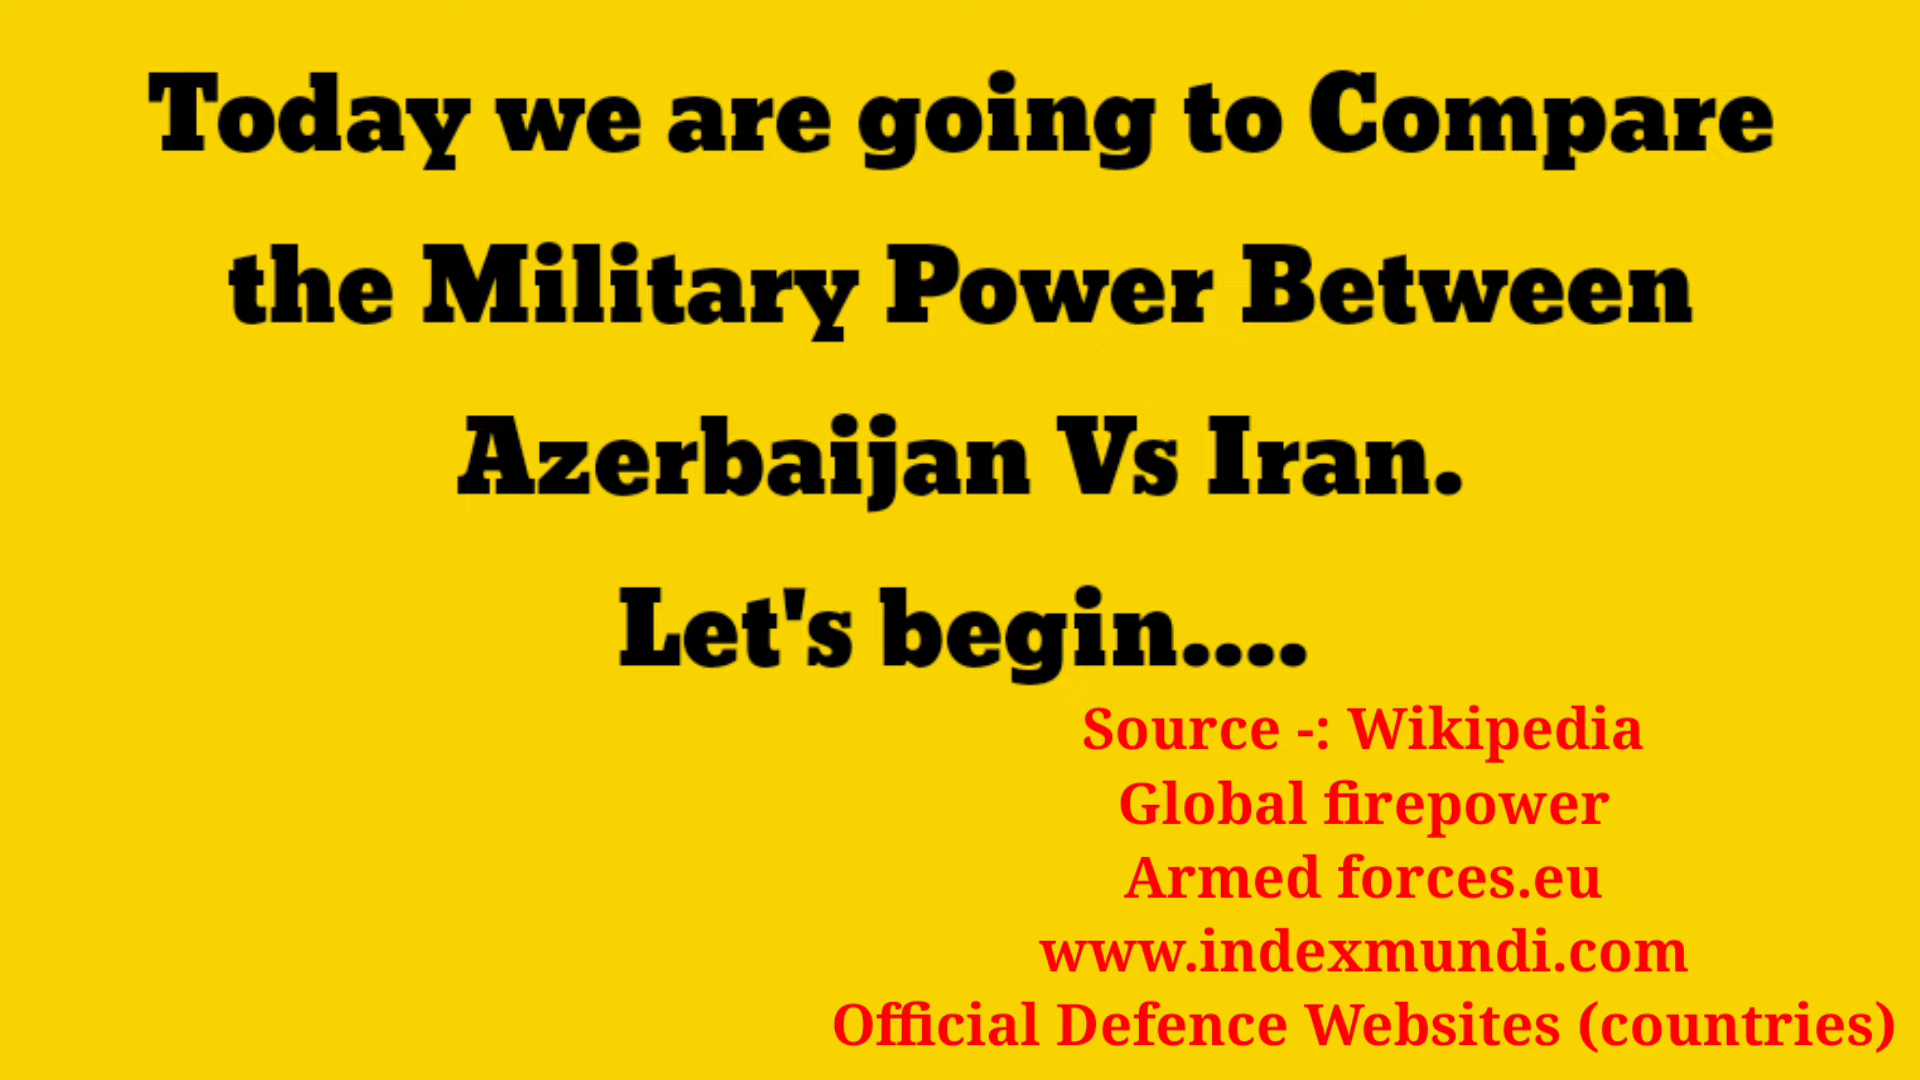 Today we are going to Compare
the Military Power Between
Azerbaijan Vs Iran.
Let's begin....
Source -: Wikipedia
Global firepower
Armed forces.eu
www.indexmundi.com
Official Defence Websites (countries)